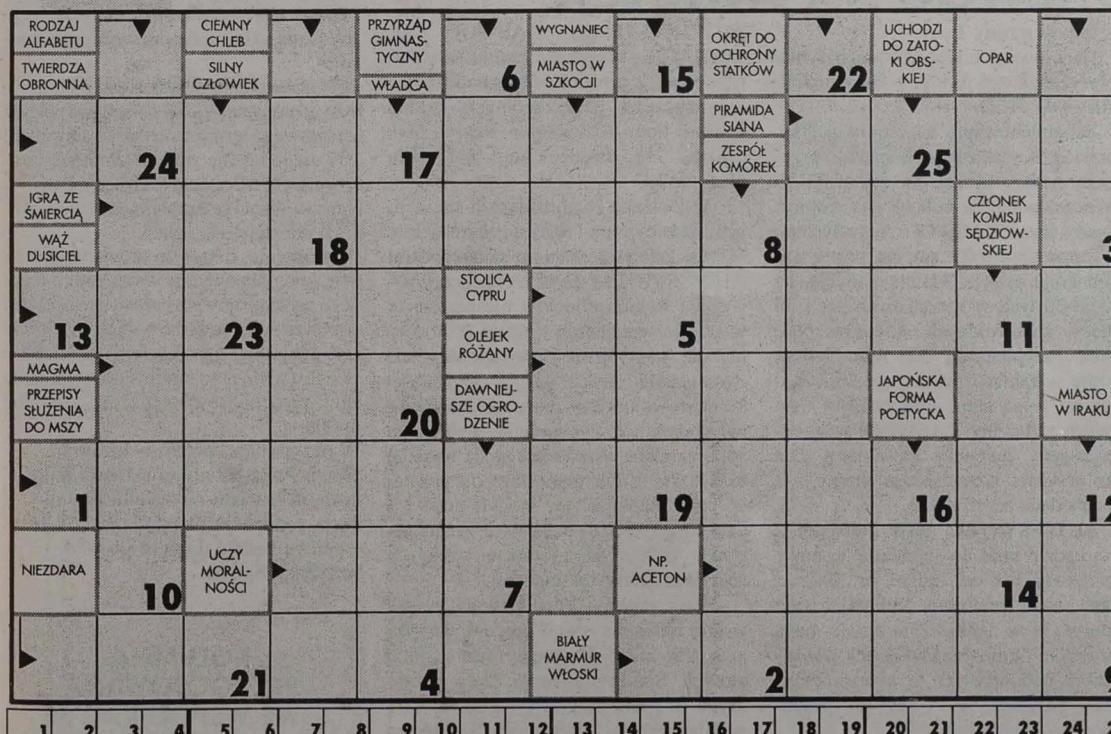 RODZAJ
ALFABETU
TWIERDZA
OBRONNA
CIEMNY
CHLEB
SILNY
CZŁOWIEK
PRZYRZĄD
GIMNAS-
TYCZNY
WŁADCA
6
WYGNANIEC
MIASTO W
SZKOCJI
15
OKRĘT DO
OCHRONY
STATKÓW
22
UCHODZI
DO ZATO-
KI OBS-
KIEJ
OPAR
24
17
PIRAMIDA
SIANA
ZESPÓŁ
KOMÓREK
25
IGRA ZE
ŚMIERCIĄ
WĄŻ
DUSICIEL
18
8
CZŁONEK
KOMISJI
SĘDZIOW-
SKIEJ
3
13
23
STOLICA
CYPRU
OLEJEK
RÓŻANY
5
11
MAGMA
PRZEPISY
SŁUŻENIA
DO MSZY
20
DAWNIEJ-
SZE OGRO-
DZENIE
JAPOŃSKA
FORMA
POETYCKA
MIASTO
W IRAKU
1
19
16
12
NIEZDARA
10
UCZY
MORAL-
NOŚCI
7
NP.
ACETON
14
21
4
BIAŁY
MARMUR
WŁOSKI
2
9
1 2 3 4 5 6 7 8 9 10 11 12 13 14 15 16 17 18 19 20 21 22 23 24